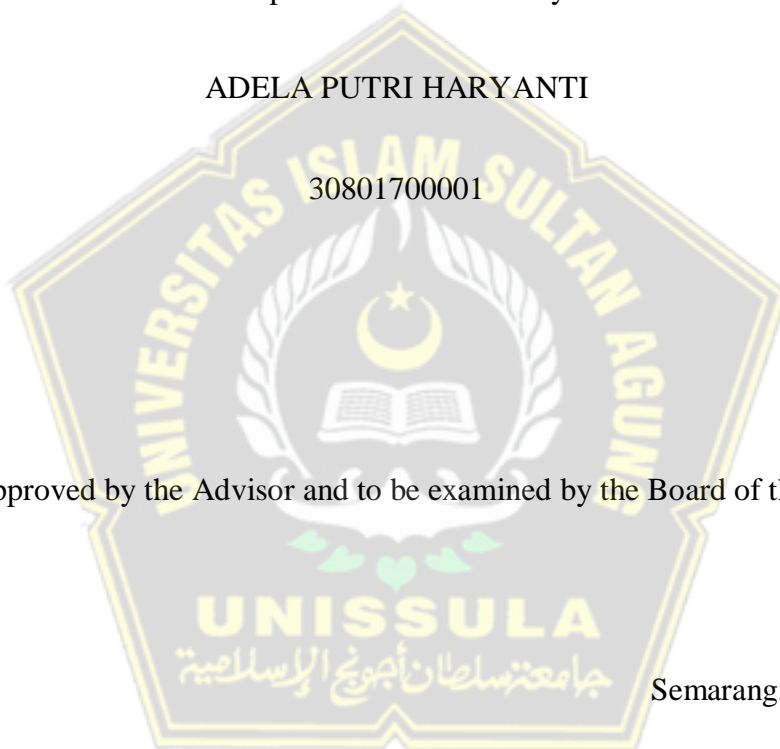 ADELA PUTRI HARYANTI
30801700001
UNIVERSITAS ISLAM SULTAN AGUNG
pproved by the Advisor and to be examined by the Board of t
UNISSULA
جامعة سلطان أجونج الإسلامية
Semarang